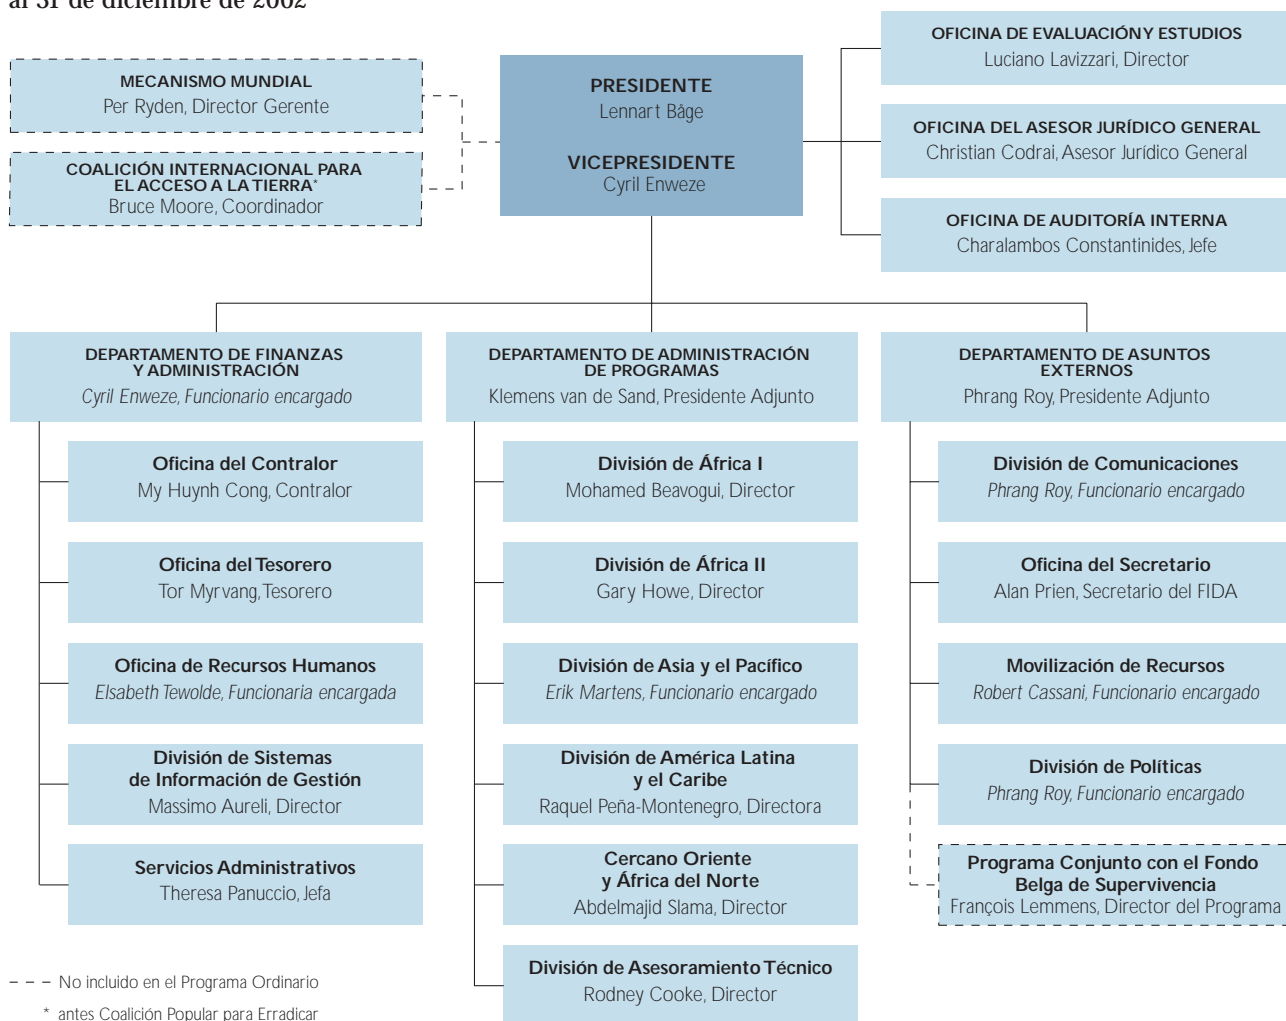 al 31 de diciembre de 2002
MECANISMO MUNDIAL
Per Ryden, Director Gerente
COALICIÓN INTERNACIONAL PARA
EL ACCESO A LA TIERRA*
Bruce Moore, Coordinador
PRESIDENTE
Lennart Båge
VICEPRESIDENTE
Cyril Enweze
OFICINA DE EVALUACIÓN Y ESTUDIOS
Luciano Lavizzari, Director
OFICINA DEL ASESOR JURÍDICO GENERAL
Christian Codrai, Asesor Jurídico General
OFICINA DE AUDITORÍA INTERNA
Charalambos Constantinides, Jefe
DEPARTAMENTO DE FINANZAS
Y ADMINISTRACIÓN
Cyril Enweze, Funcionario encargado
Oficina del Contralor
My Huynh Cong, Contralor
Oficina del Tesorero
Tor Myrvang, Tesorero
Oficina de Recursos Humanos
Elsabeth Tewolde, Funcionaria encargada
División de Sistemas
de Información de Gestión
Massimo Aureli, Director
Servicios Administrativos
Theresa Panuccio, Jefa
DEPARTAMENTO DE ADMINISTRACIÓN
DE PROGRAMAS
Klemens van de Sand, Presidente Adjunto
División de África I
Mohamed Beavogui, Director
División de África II
Gary Howe, Director
División de Asia y el Pacífico
Erik Martens, Funcionario encargado
División de América Latina
y el Caribe
Raquel Peña-Montenegro, Directora
Cercano Oriente
y África del Norte
Abdelmajid Slama, Director
División de Asesoramiento Técnico
Rodney Cooke, Director
DEPARTAMENTO DE ASUNTOS
EXTERNOS
Phrang Roy, Presidente Adjunto
División de Comunicaciones
Phrang Roy, Funcionario encargado
Oficina del Secretario
Alan Prien, Secretario del FIDA
Movilización de Recursos
Robert Cassani, Funcionario encargado
División de Políticas
Phrang Roy, Funcionario encargado
Programa Conjunto con el Fondo
Belga de Supervivencia
François Lemmens, Director del Programa
– – – No incluido en el Programa Ordinario
* antes Coalición Popular para Erradicar